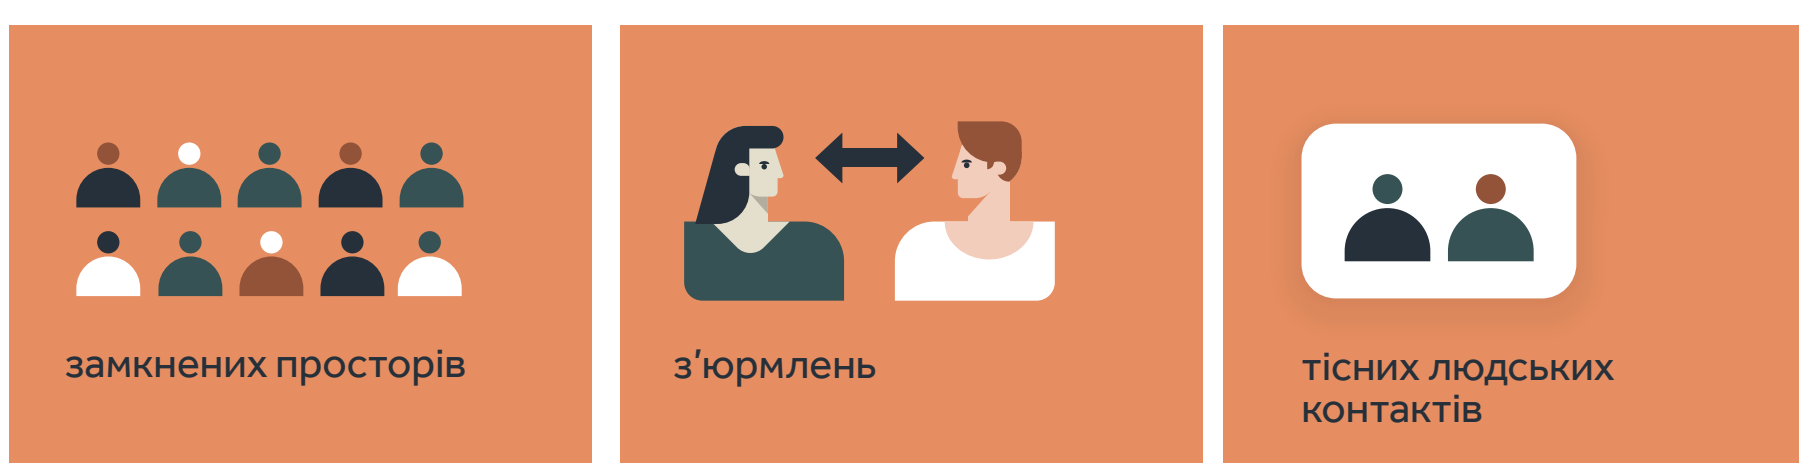 замкнених просторів
з’юрмлень
тісних людських
контактів